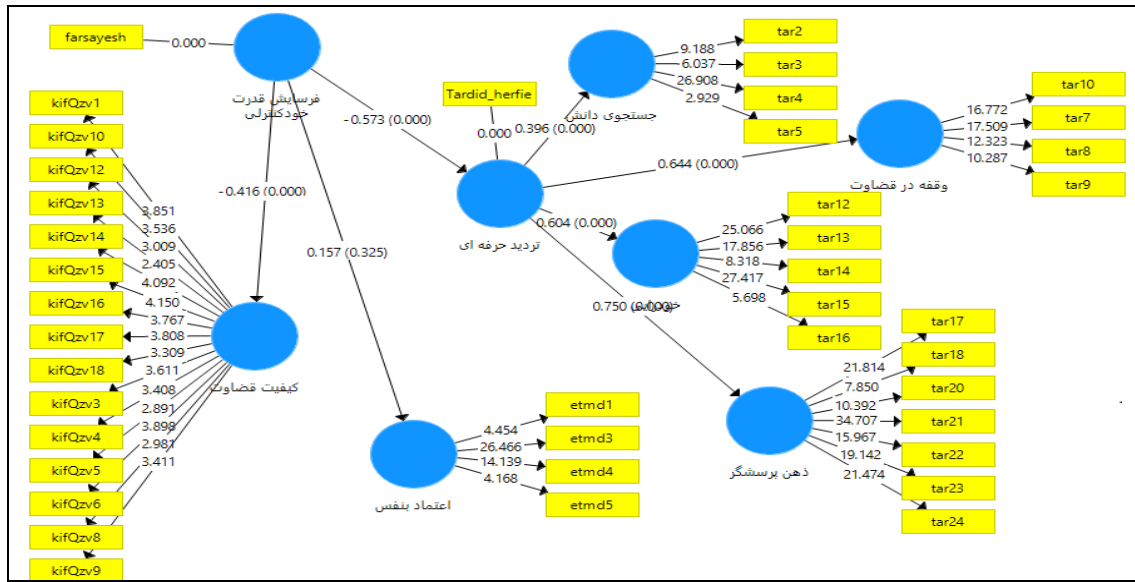 farsayesh
0.000
فرسایش قدرت
خودکنترلی
-0.573 (0.000)
-0.416 (0.000)
0.157 (0.325)
Tardid_herfie
0.000
تردید حرفه ای
0.396 (0.000)
0.644 (0.000)
0.604 (0.000)
0.750 (0.000)
جستجوی دانش
9.188
6.037
26.908
2.929
tar2
tar3
tar4
tar5
وقفه در قضاوت
16.772
17.509
12.323
10.287
tar10
tar7
tar8
tar9
25.066
17.856
8.318
27.417
5.698
tar12
tar13
tar14
tar15
tar16
ذهن پرسشگر
21.814
7.850
10.392
34.707
15.967
19.142
21.474
tar17
tar18
tar20
tar21
tar22
tar23
tar24
کیفیت قضاوت
3.851
3.536
3.009
2.405
4.092
4.150
3.767
3.808
3.309
3.611
3.408
2.891
3.898
2.981
3.411
kifQzv1
kifQzv10
kifQzv12
kifQzv13
kifQzv14
kifQzv15
kifQzv16
kifQzv17
kifQzv18
kifQzv3
kifQzv4
kifQzv5
kifQzv6
kifQzv8
kifQzv9
اعتماد بنفس
4.454
26.466
14.139
4.168
etmd1
etmd3
etmd4
etmd5